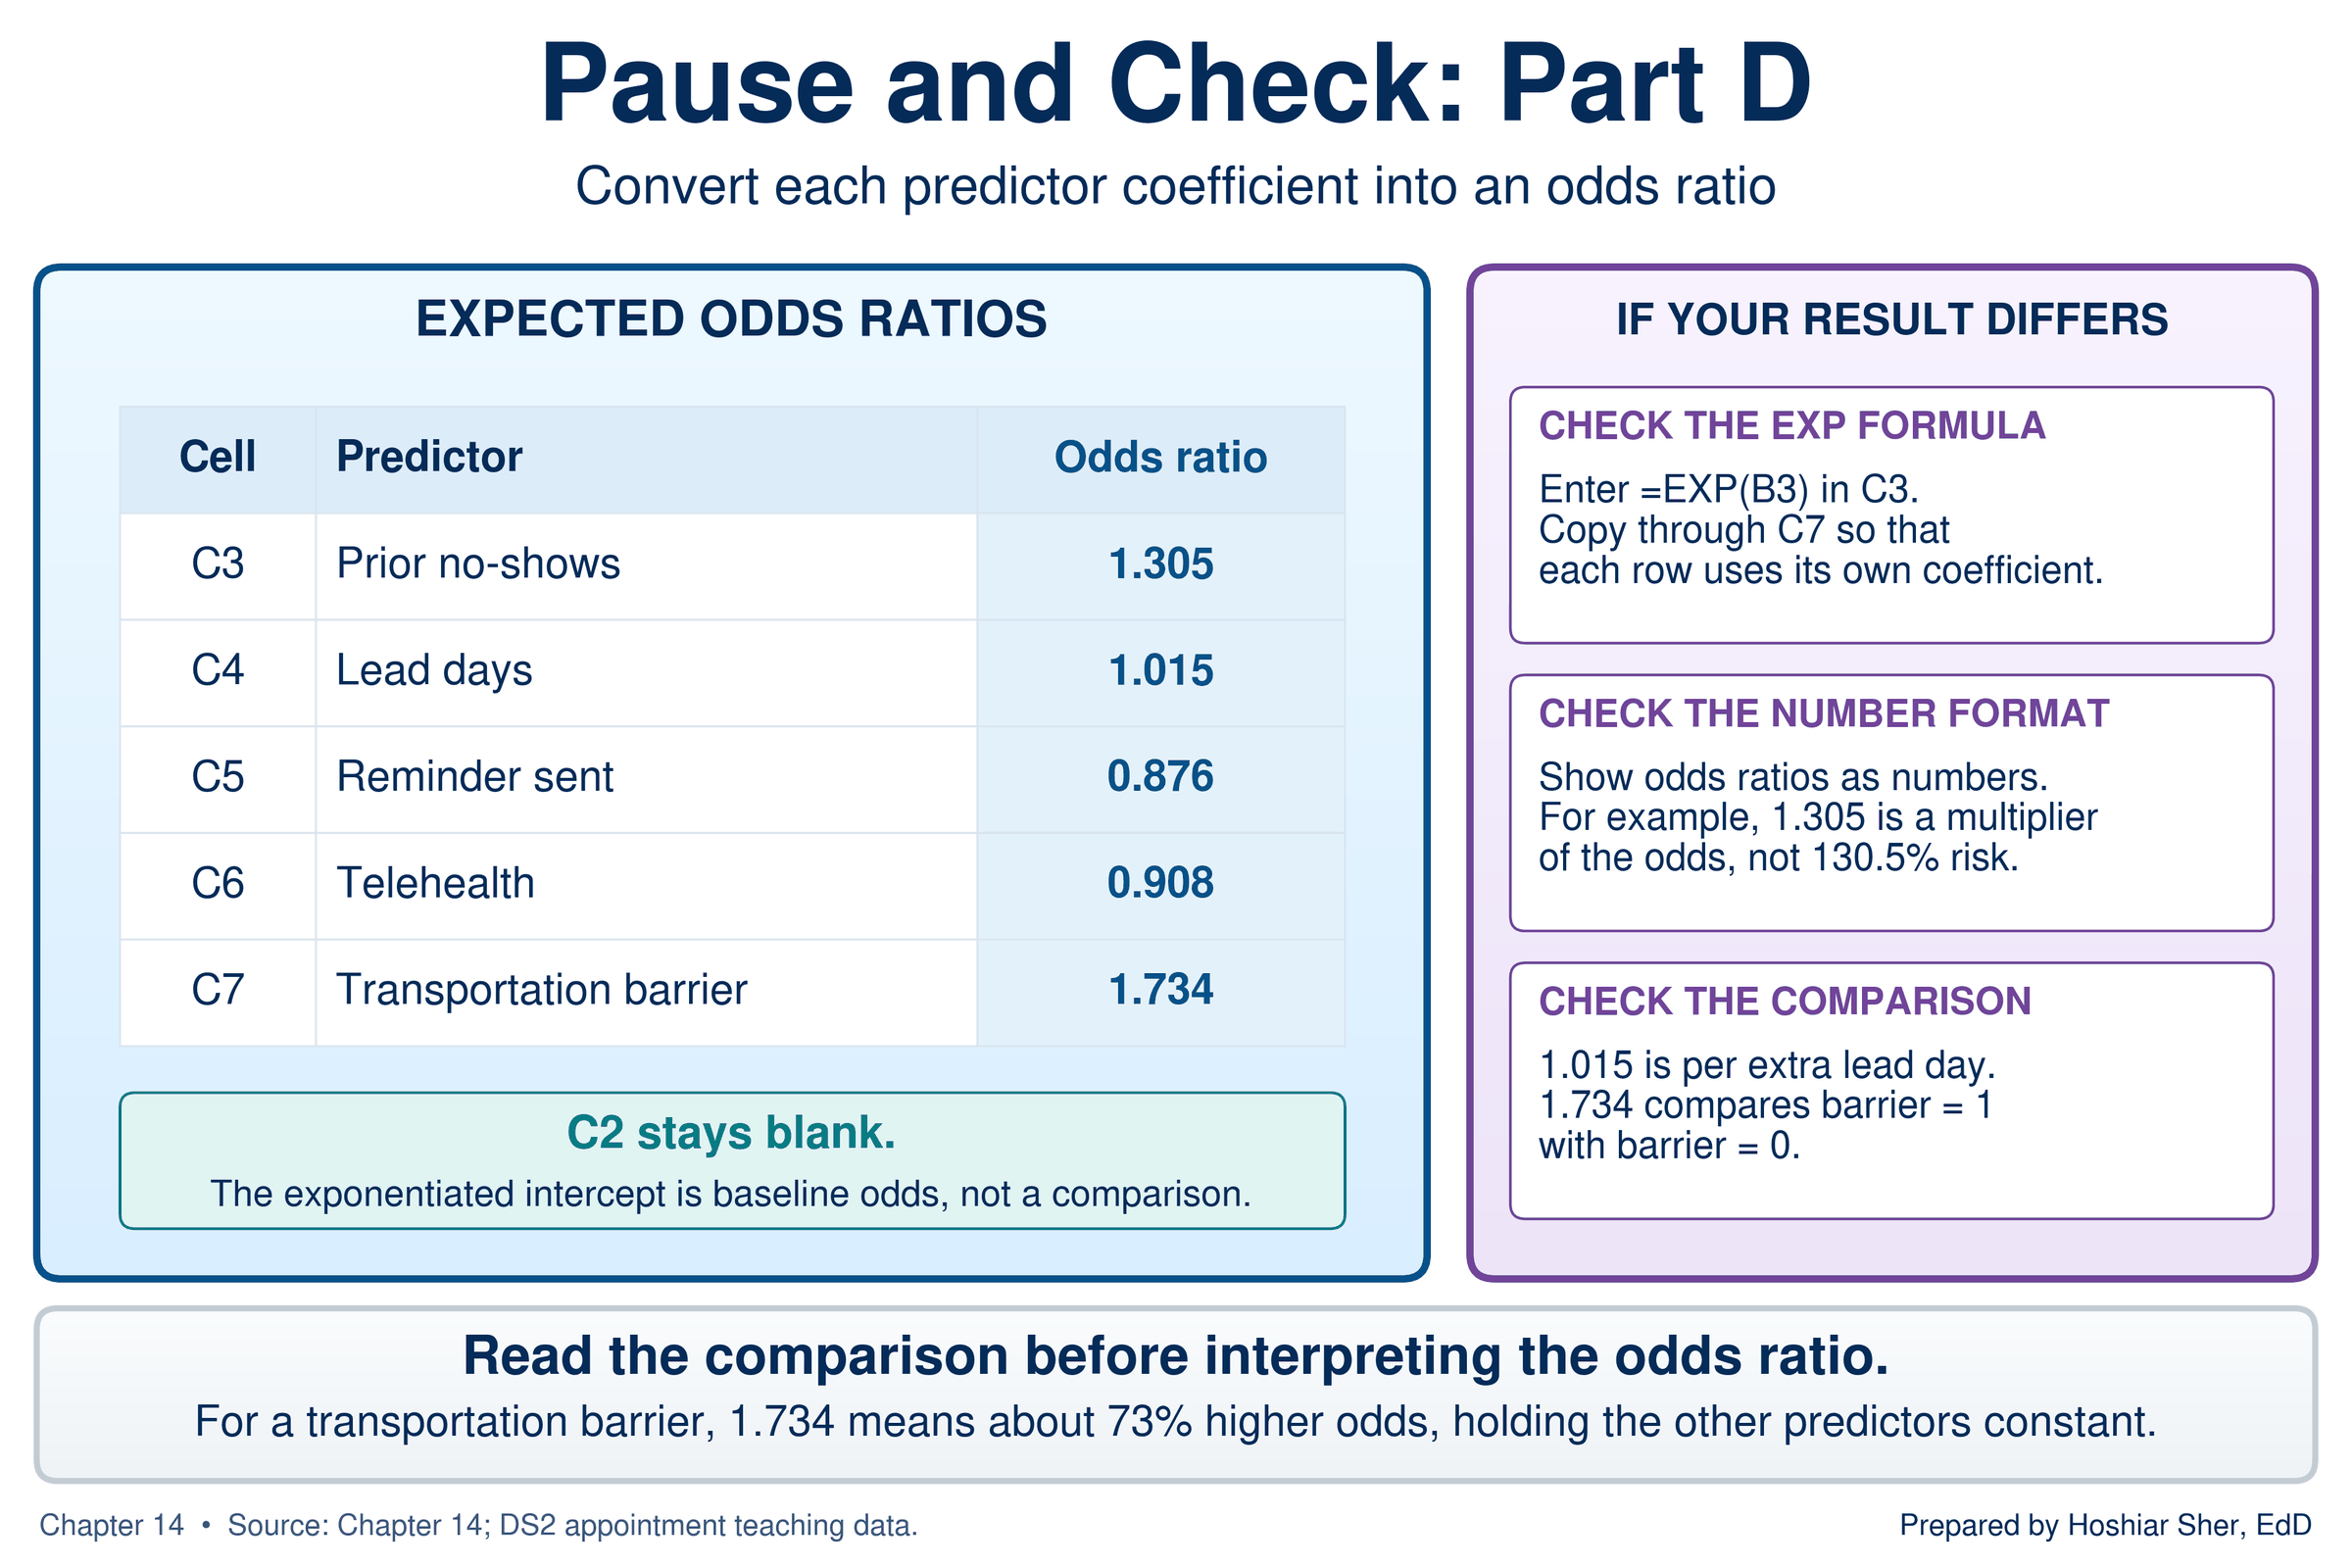 Pause and Check: Part D
Convert each predictor coefficient into an odds ratio
EXPECTED ODDS RATIOS
Cell Predictor Odds ratio
C3 Prior no-shows 1.305
C4 Lead days 1.015
C5 Reminder sent 0.876
C6 Telehealth 0.908
C7 Transportation barrier 1.734
C2 stays blank.
The exponentiated intercept is baseline odds, not a comparison.
IF YOUR RESULT DIFFERS
CHECK THE EXP FORMULA
Enter =EXP(B3) in C3.
Copy through C7 so that
each row uses its own coefficient.
CHECK THE NUMBER FORMAT
Show odds ratios as numbers.
For example, 1.305 is a multiplier
of the odds, not 130.5% risk.
CHECK THE COMPARISON
1.015 is per extra lead day.
1.734 compares barrier = 1
with barrier = 0.
Read the comparison before interpreting the odds ratio.
For a transportation barrier, 1.734 means about 73% higher odds, holding the other predictors constant.
Chapter 14 • Source: Chapter 14; DS2 appointment teaching data.
Prepared by Hoshiar Sher, EdD